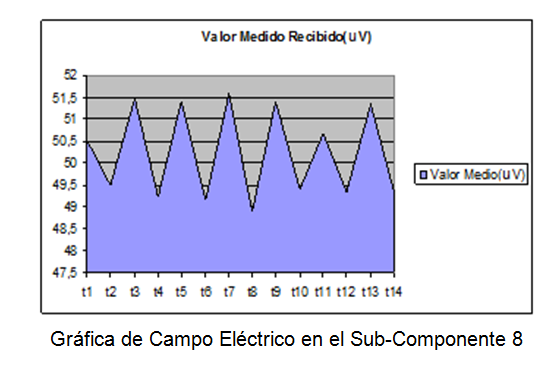 Valor Medido Recibido(uV)
52
51,5
51
50,5
50
49,5
49
48,5
48
47,5
t1 t2 t3 t4 t5 t6 t7 t8 t9 t10 t11 t12 t13 t14
Valor Medio(uV)
Gráfica de Campo Eléctrico en el Sub-Componente 8